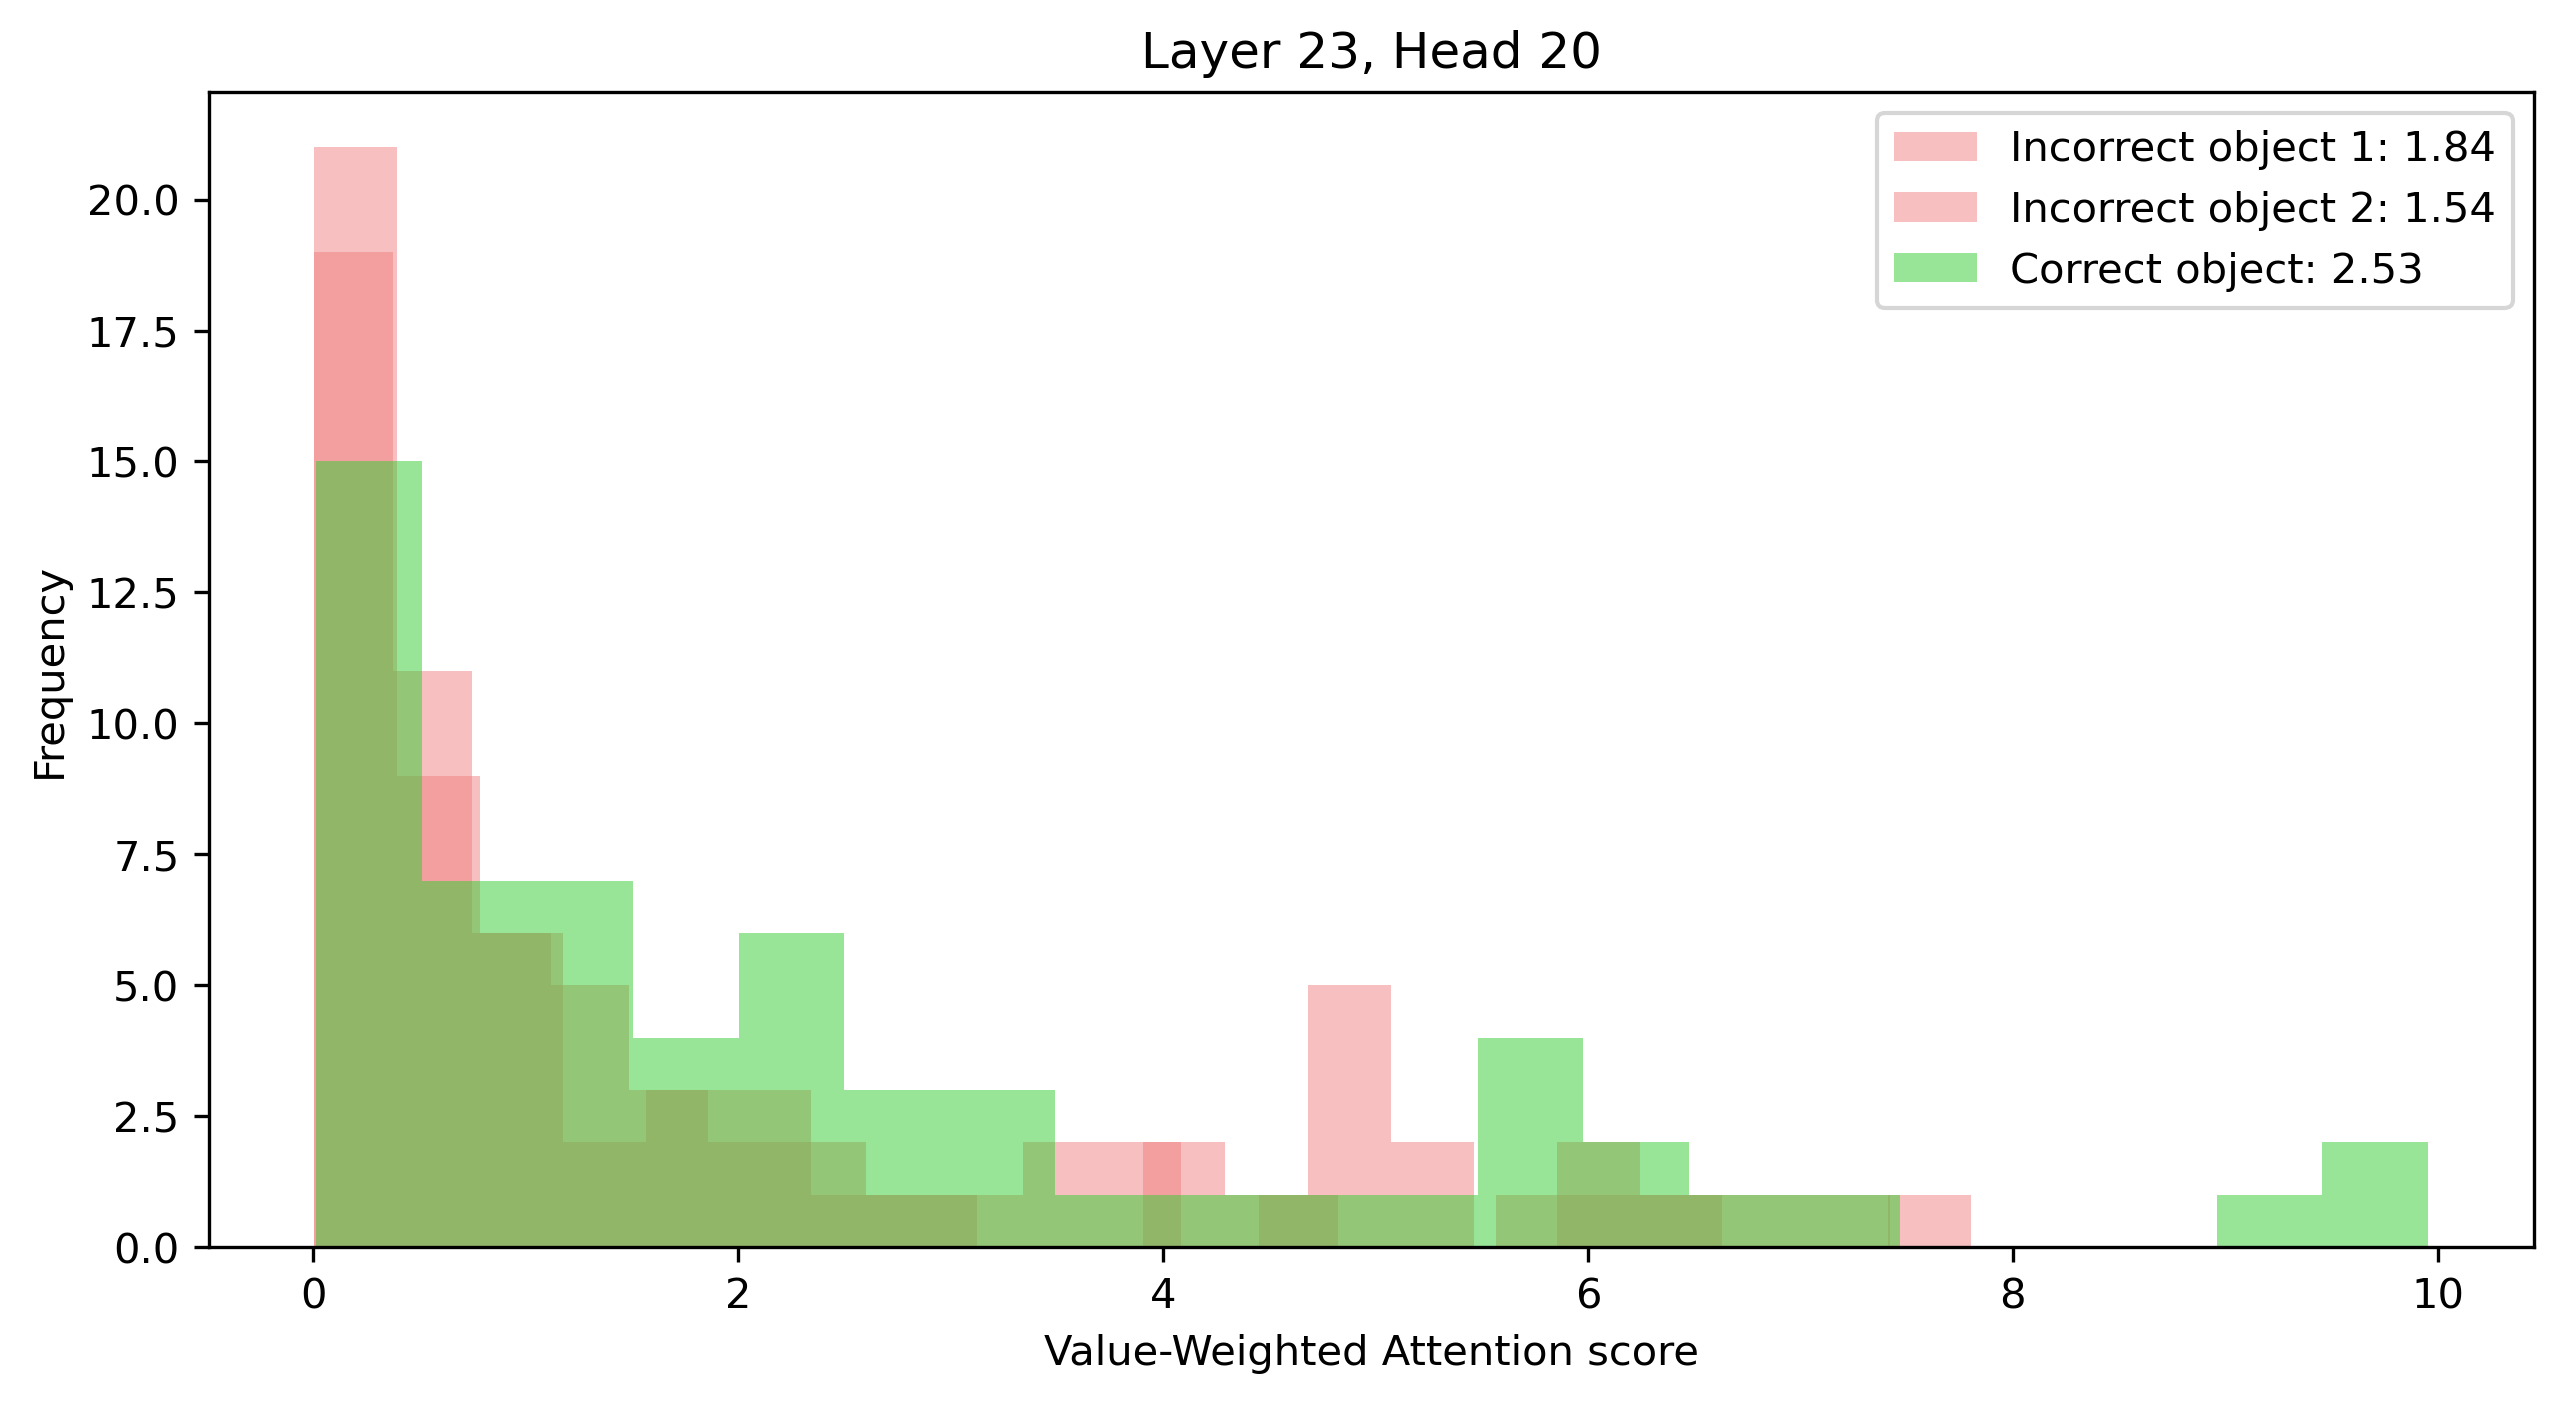 Layer 23, Head 20
Incorrect object 1: 1.84
Incorrect object 2: 1.54
Correct object: 2.53
Frequency
20.0
17.5
15.0
12.5
10.0
7.5
5.0
2.5
0.0
0 2 4 6 8 10
Value-Weighted Attention score